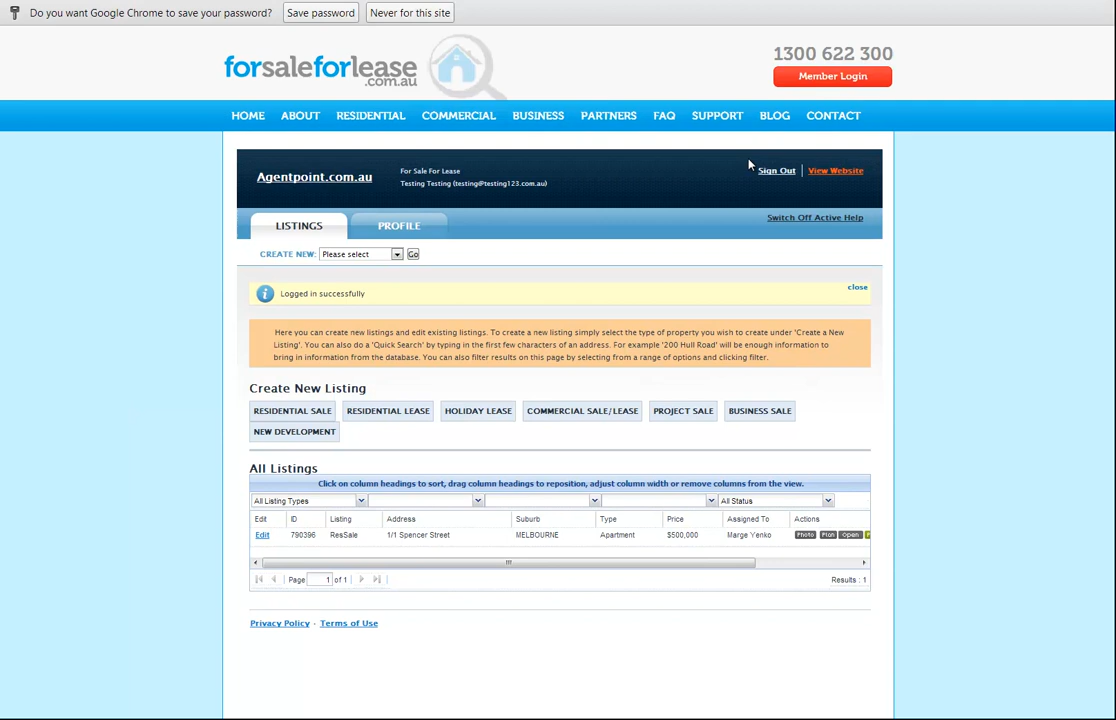 Do you want Google Chrome to save your password? Save password Never for this site
forsaleforlease
.com.au
1300 622 300
Member Login
HOME ABOUT RESIDENTIAL COMMERCIAL BUSINESS PARTNERS FAQ SUPPORT BLOG CONTACT
Agentpoint.com.au
For Sale For Lease
Testing Testing (testing@testing123.com.au)
Sign Out View Website
LISTINGS PROFILE
Switch Off Active Help
CREATE NEW: Please select Go
Logged in successfully
close
Here you can create new listings and edit existing listings. To create a new listing simply select the type of property you wish to create under 'Create a New
Listing'. You can also do a 'Quick Search' by typing in the first few characters of an address. For example '200 Hull Road' will be enough information to
bring in information from the database. You can also filter results on this page by selecting from a range of options and clicking filter.
Create New Listing
RESIDENTIAL SALE RESIDENTIAL LEASE HOLIDAY LEASE COMMERCIAL SALE/LEASE PROJECT SALE BUSINESS SALE
NEW DEVELOPMENT
All Listings
Click on column headings to sort, drag column headings to reposition, adjust column width or remove columns from the view.
All Listing Types All Status
Edit ID Listing Address Suburb Type Price Assigned To Actions
Edit 790396 ResSale 1/1 Spencer Street MELBOURNE Apartment $500,000 Marge Yenko Photo Plan Open
Page 1 of 1 Results : 1
Privacy Policy - Terms of Use